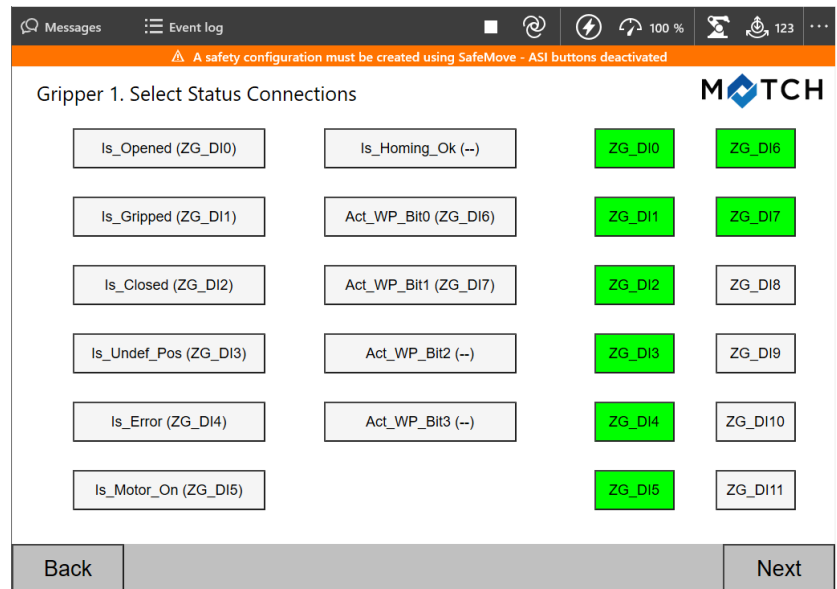 Messages Event log 100 % 123 ...
A safety configuration must be created using SafeMove - ASI buttons deactivated
Gripper 1. Select Status Connections
MATCH
Is_Opened (ZG_DI0) Is_Homing_Ok (--) ZG_DI0 ZG_DI6
Is_Gripped (ZG_DI1) Act_WP_Bit0 (ZG_DI6) ZG_DI1 ZG_DI7
Is_Closed (ZG_DI2) Act_WP_Bit1 (ZG_DI7) ZG_DI2 ZG_DI8
Is_Undef_Pos (ZG_DI3) Act_WP_Bit2 (--) ZG_DI3 ZG_DI9
Is_Error (ZG_DI4) Act_WP_Bit3 (--) ZG_DI4 ZG_DI10
Is_Motor_On (ZG_DI5) ZG_DI5 ZG_DI11
Back Next